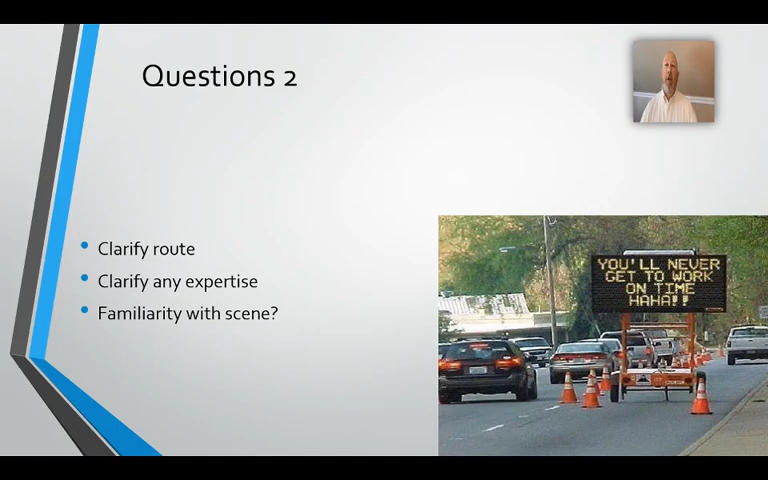 Questions 2
Clarify route
Clarify any expertise
Familiarity with scene?
YOU'LL NEVER
GET TO WORK
ON TIME
HAHA!!